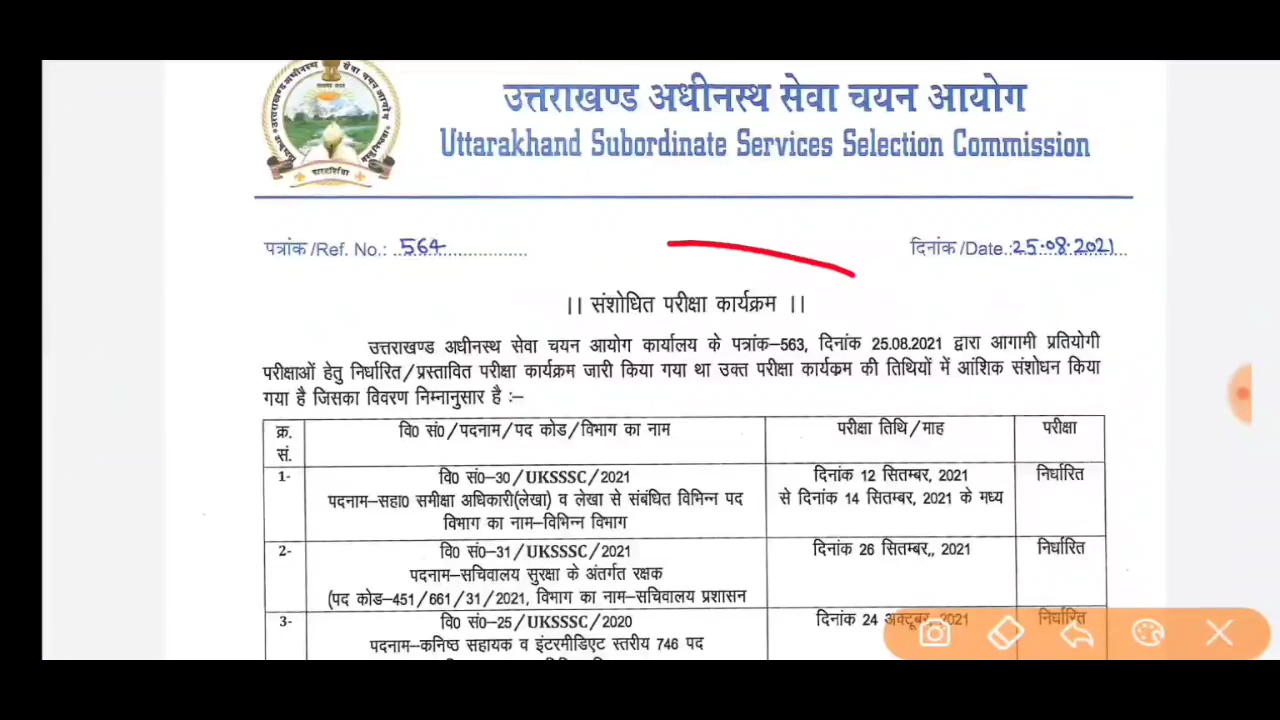 उत्तराखण्ड अधीनस्थ सेवा चयन आयोग
Uttarakhand Subordinate Services Selection Commission
पत्रांक /Ref. No.: 564
दिनांक /Date.: 25.08.2021
|| संशोधित परीक्षा कार्यक्रम ||
उत्तराखण्ड अधीनस्थ सेवा चयन आयोग कार्यालय के पत्रांक–563, दिनांक 25.08.2021 द्वारा आगामी प्रतियोगी
परीक्षाओं हेतु निर्धारित/प्रस्तावित परीक्षा कार्यक्रम जारी किया गया था उक्त परीक्षा कार्यक्रम की तिथियों में आंशिक संशोधन किया
गया है जिसका विवरण निम्नानुसार है :–
क्र. सं.
वि0 सं0/पदनाम/पद कोड/विभाग का नाम
परीक्षा तिथि/माह
परीक्षा
1-
वि0 सं0–30/UKSSSC/2021
पदनाम–सहा0 समीक्षा अधिकारी(लेखा) व लेखा से संबंधित विभिन्न पद
विभाग का नाम–विभिन्न विभाग
दिनांक 12 सितम्बर, 2021
से दिनांक 14 सितम्बर, 2021 के मध्य
निर्धारित
2-
वि0 सं0–31/UKSSSC/2021
पदनाम–सचिवालय सुरक्षा के अंतर्गत रक्षक
(पद कोड–451/661/31/2021, विभाग का नाम–सचिवालय प्रशासन
दिनांक 26 सितम्बर,, 2021
निर्धारित
3-
वि0 सं0–25/UKSSSC/2020
पदनाम–कनिष्ठ सहायक व इंटरमीडिएट स्तरीय 746 पद
दिनांक 24 अक्टूबर, 2021
निर्धारित